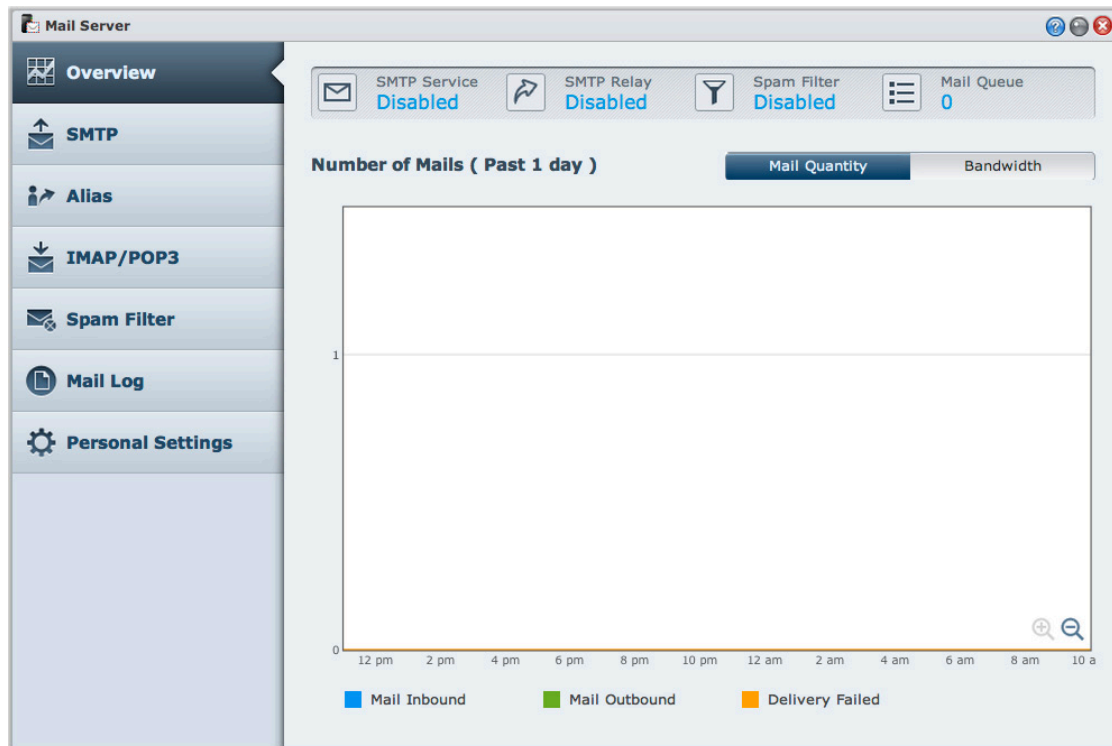 Mail Server
Overview
SMTP
Alias
IMAP/POP3
Spam Filter
Mail Log
Personal Settings
SMTP Service
Disabled
SMTP Relay
Disabled
Spam Filter
Disabled
Mail Queue
0
Number of Mails ( Past 1 day )
Mail Quantity
Bandwidth
1
0
12 pm 2 pm 4 pm 6 pm 8 pm 10 pm 12 am 2 am 4 am 6 am 8 am 10 a
Mail Inbound Mail Outbound Delivery Failed